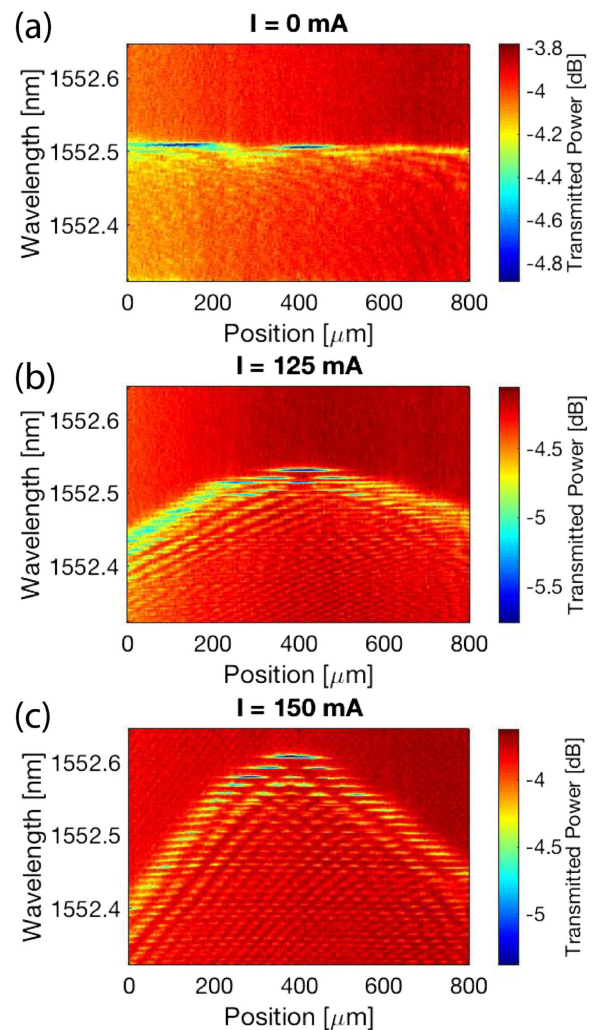 (a)
I = 0 mA
Wavelength [nm]
1552.6
1552.5
1552.4
0 200 400 600 800
Position [μm]
-3.8
-4
-4.2
-4.4
-4.6
-4.8
Transmitted Power [dB]
(b)
I = 125 mA
Wavelength [nm]
1552.6
1552.5
1552.4
0 200 400 600 800
Position [μm]
-4.5
-5
-5.5
Transmitted Power [dB]
(c)
I = 150 mA
Wavelength [nm]
1552.6
1552.5
1552.4
0 200 400 600 800
Position [μm]
-4
-4.5
-5
Transmitted Power [dB]